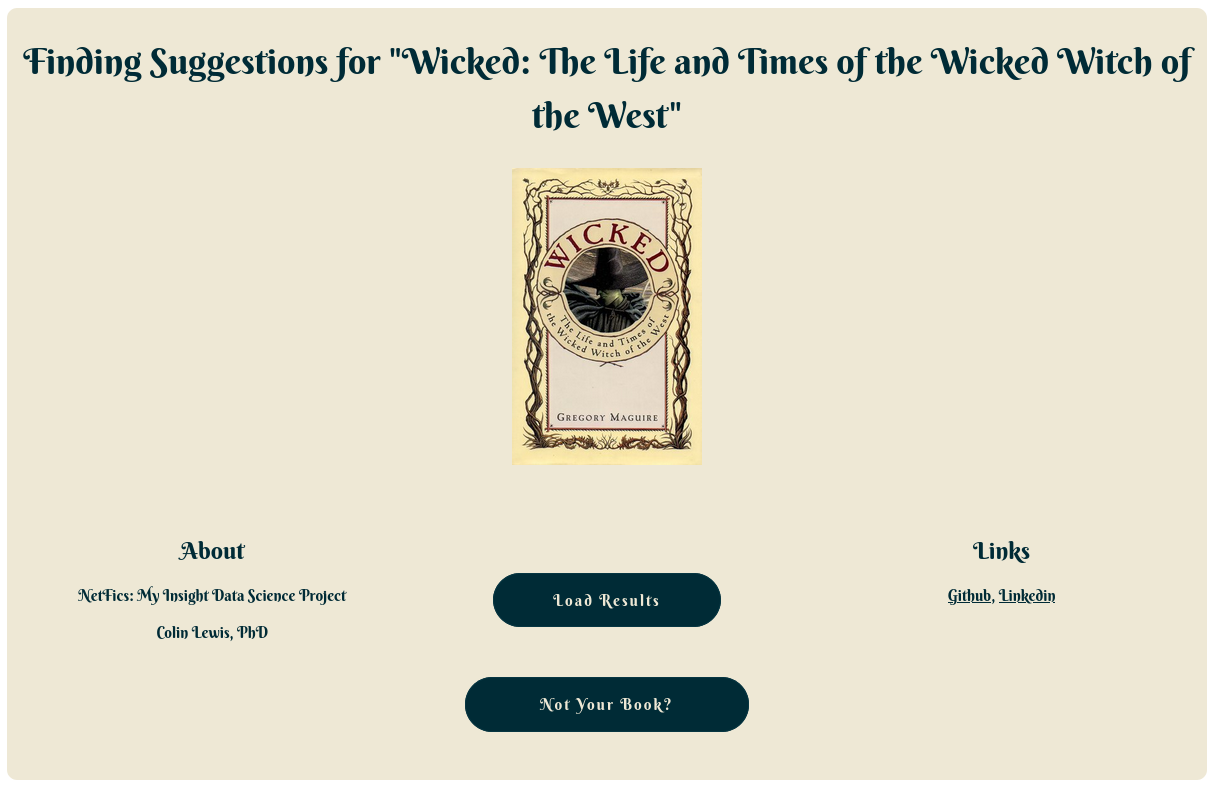 Finding Suggestions for "Wicked: The Life and Times of the Wicked Witch of
the West"
WICKED
The Life and Times of
the Wicked Witch of the West
GREGORY MAGUIRE
About
NetFics: My Insight Data Science Project
Colin Lewis, PhD
Load Results
Not Your Book?
Links
Github, Linkedin